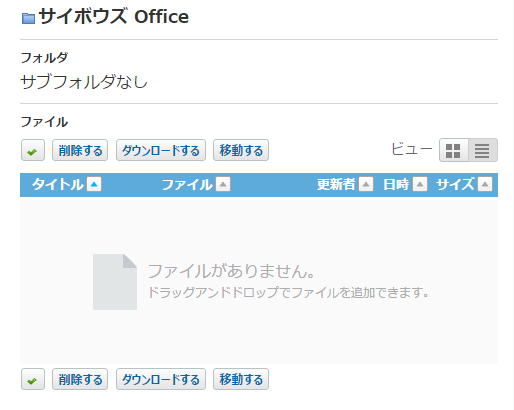 サイボウズ Office
フォルダ
サブフォルダなし
ファイル
削除する ダウンロードする 移動する ビュー
タイトル ファイル 更新者 日時 サイズ
ファイルがありません。
ドラッグアンドドロップでファイルを追加できます。
削除する ダウンロードする 移動する